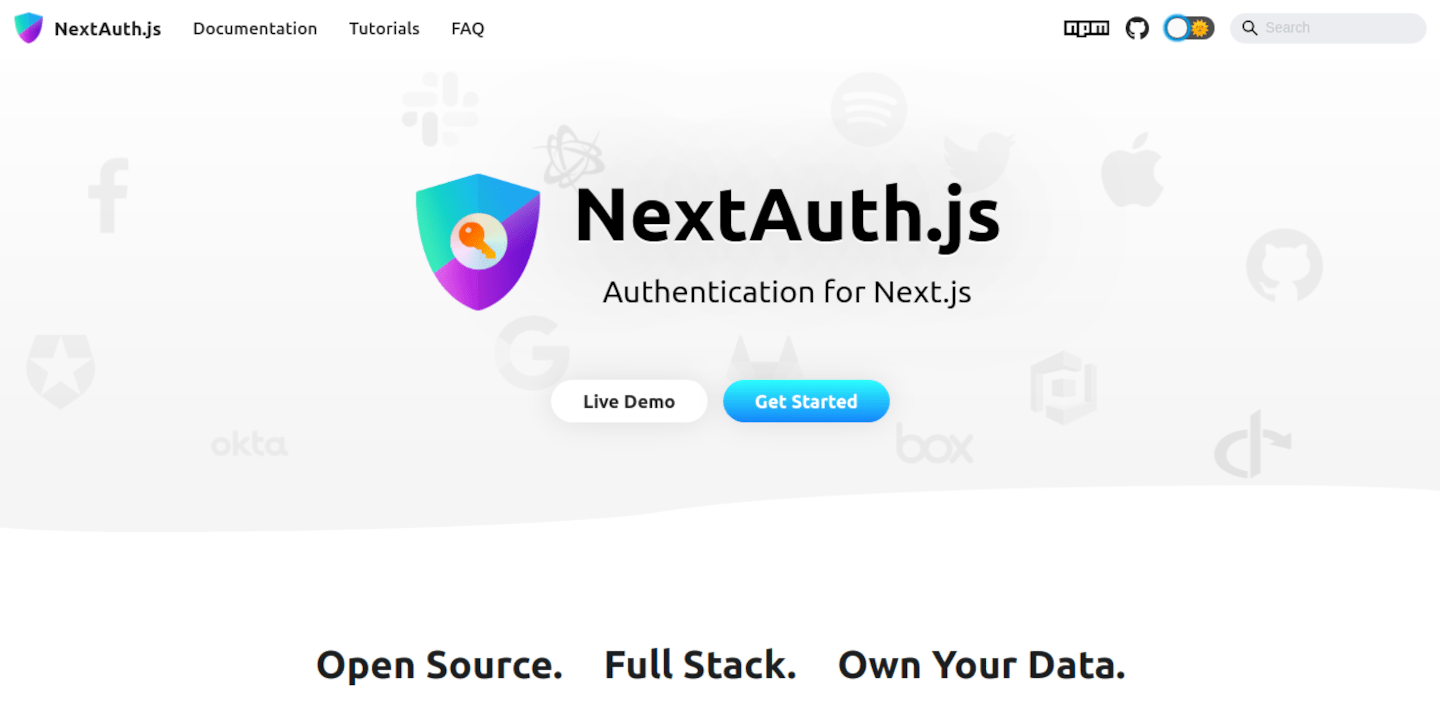 NextAuth.js Documentation Tutorials FAQ npm Search
NextAuth.js
Authentication for Next.js
Live Demo Get Started
okta
box
Open Source. Full Stack. Own Your Data.